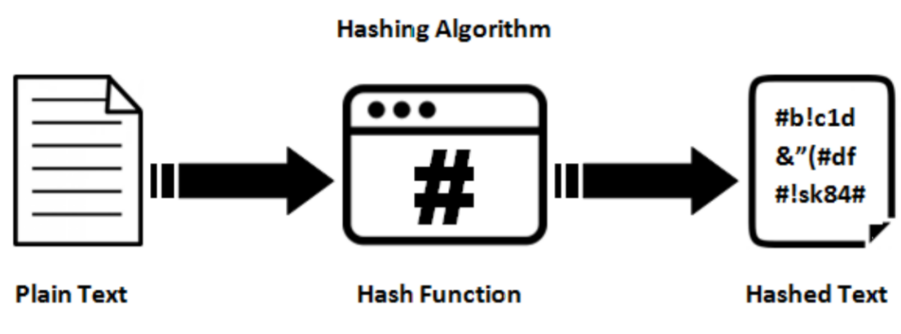 Hashing Algorithm
#
#b!c1d
&”(#df
#!sk84#
Plain Text
Hash Function
Hashed Text